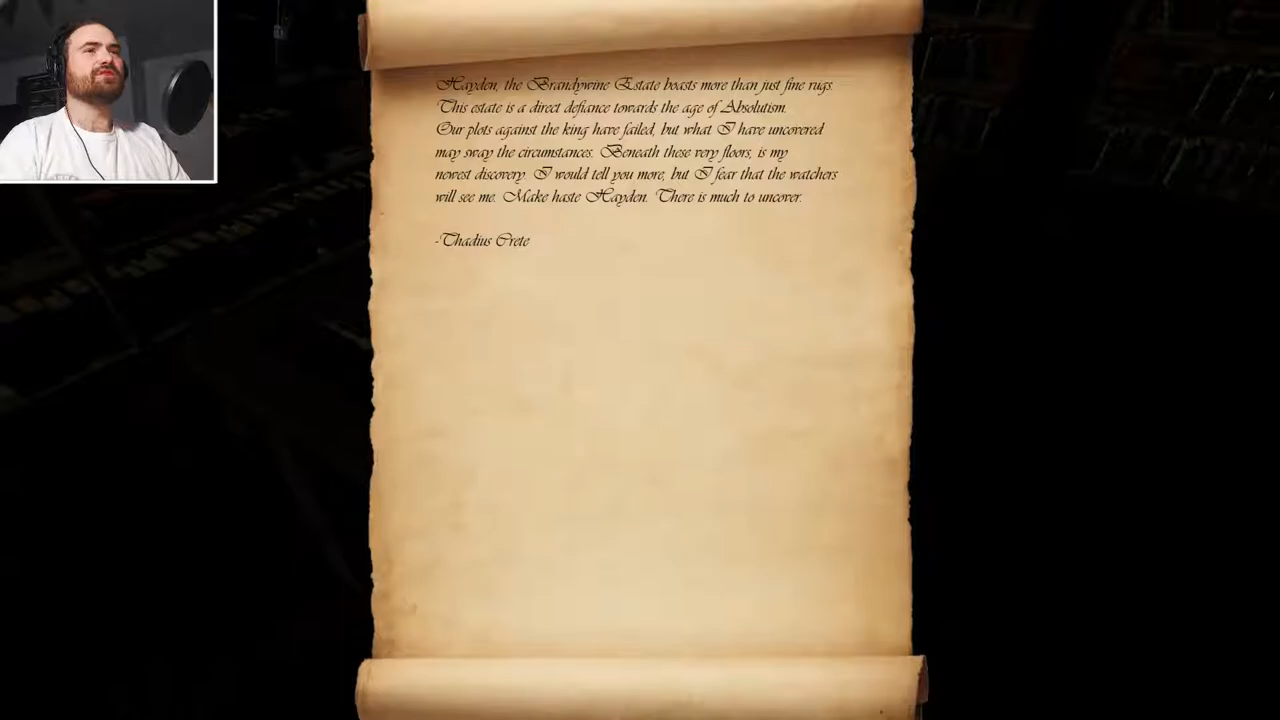 Hayden, the Brandywine Estate boasts more than just fine rugs.
This estate is a direct defiance towards the age of Absolutism.
Our plots against the king have failed, but what I have uncovered
may sway the circumstances. Beneath these very floors, is my
newest discovery. I would tell you more, but I fear that the watchers
will see me. Make haste Hayden. There is much to uncover.
-Thadius Crete